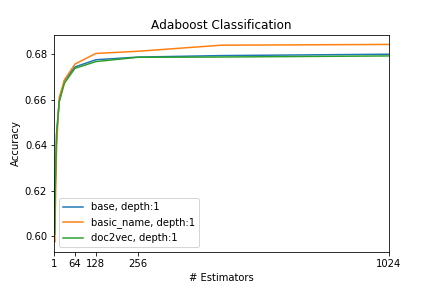 Adaboost Classification
Accuracy
0.68
0.66
0.64
0.62
0.60
base, depth:1
basic_name, depth:1
doc2vec, depth:1
1 64 128 256 1024
# Estimators